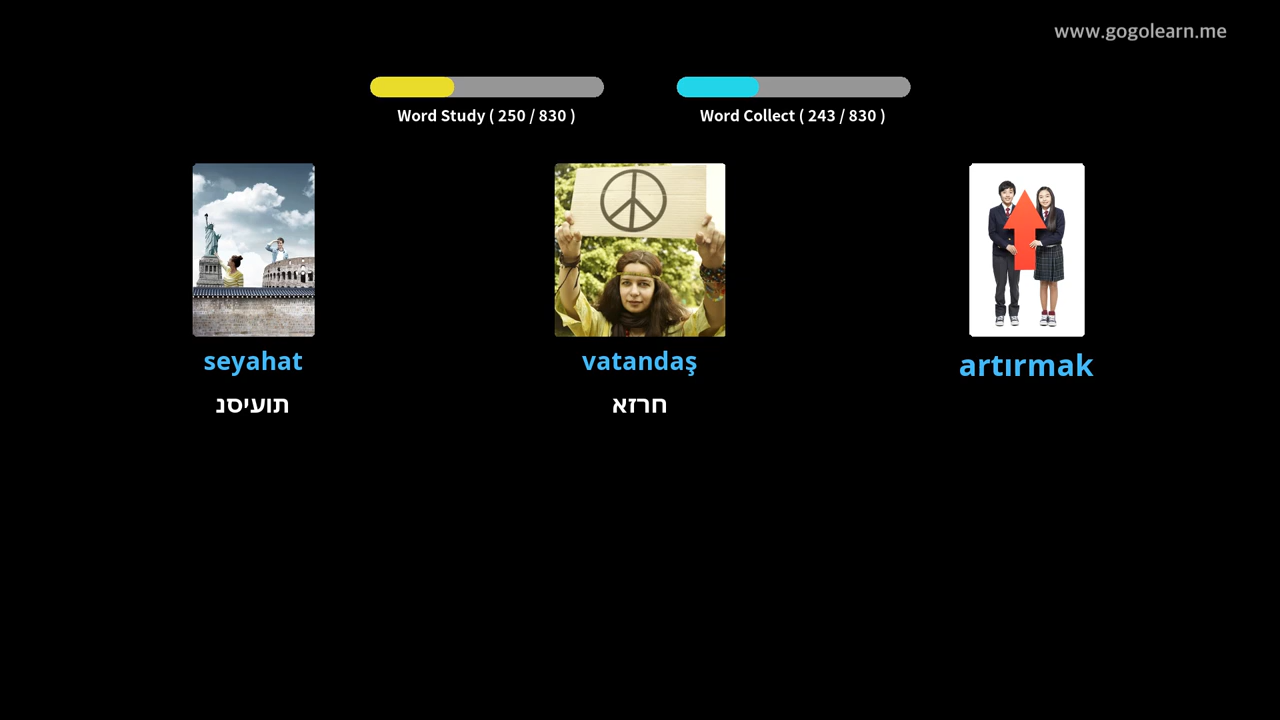 www.gogolearn.me
Word Study ( 250 / 830 )
Word Collect ( 243 / 830 )
seyahat
תועיסנ
vatandaş
חרזא
artırmak